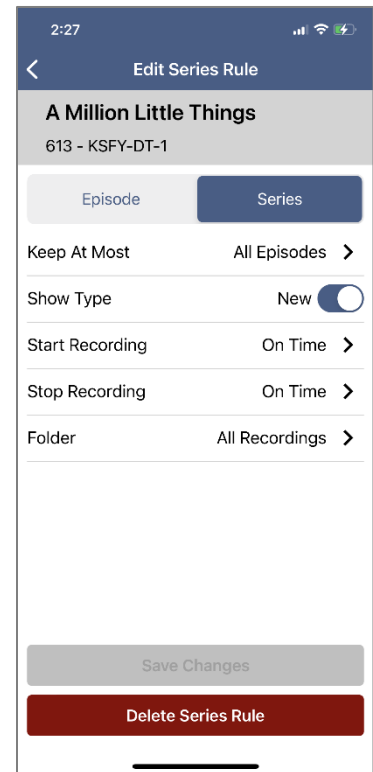 2:27
Edit Series Rule
A Million Little Things
613 - KSFY-DT-1
Episode Series
Keep At Most All Episodes
Show Type New
Start Recording On Time
Stop Recording On Time
Folder All Recordings
Save Changes
Delete Series Rule